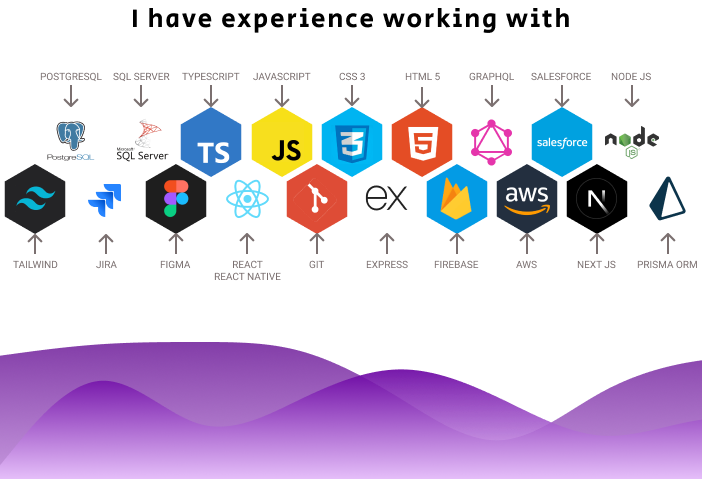 I have experience working with
POSTGRESQL SQL SERVER TYPESCRIPT JAVASCRIPT CSS 3 HTML 5 GRAPHQL SALESFORCE NODE JS
PostgreSQL
Microsoft
SQL Server
TS
JS
3
5
salesforce
node
JS
ex
aws
N
TAILWIND JIRA FIGMA REACT GIT EXPRESS FIREBASE AWS NEXT JS PRISMA ORM
REACT NATIVE